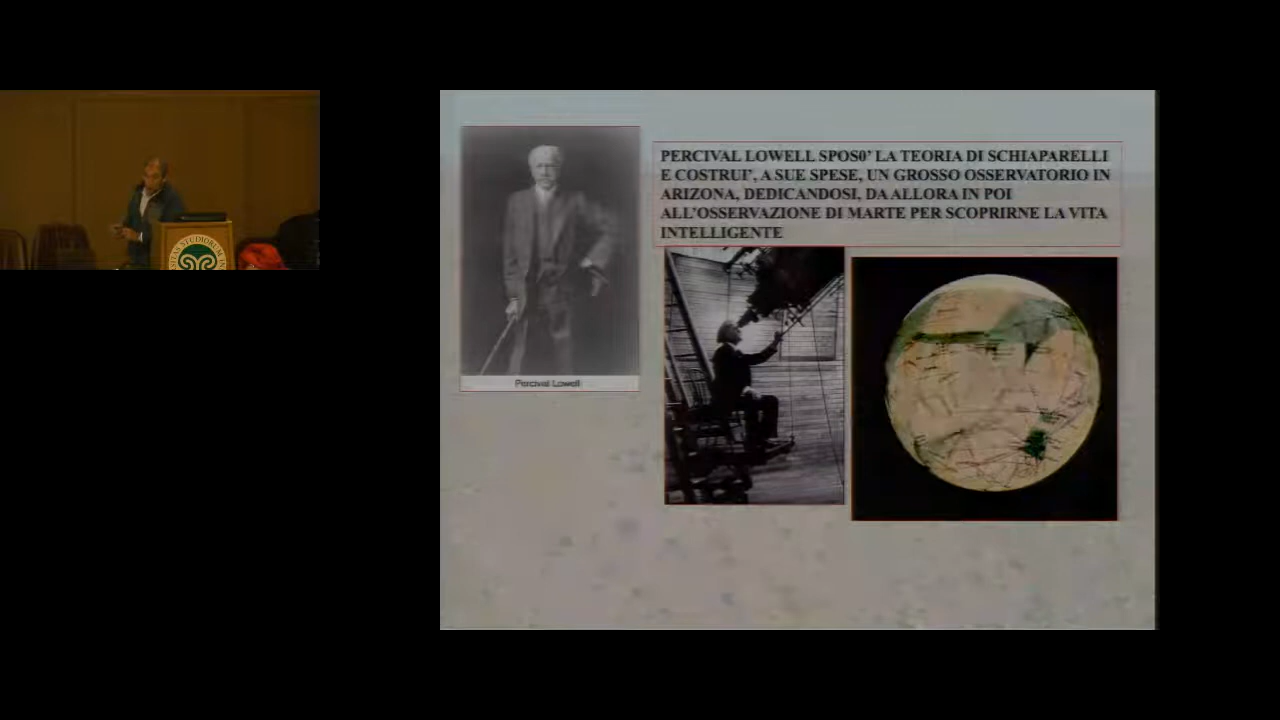 PERCIVAL LOWELL SPOS0’ LA TEORIA DI SCHIAPARELLI
E COSTRUI’, A SUE SPESE, UN GROSSO OSSERVATORIO IN
ARIZONA, DEDICANDOSI, DA ALLORA IN POI
ALL’OSSERVAZIONE DI MARTE PER SCOPRIRNE LA VITA
INTELLIGENTE
Percival Lowell
STUDIORUM